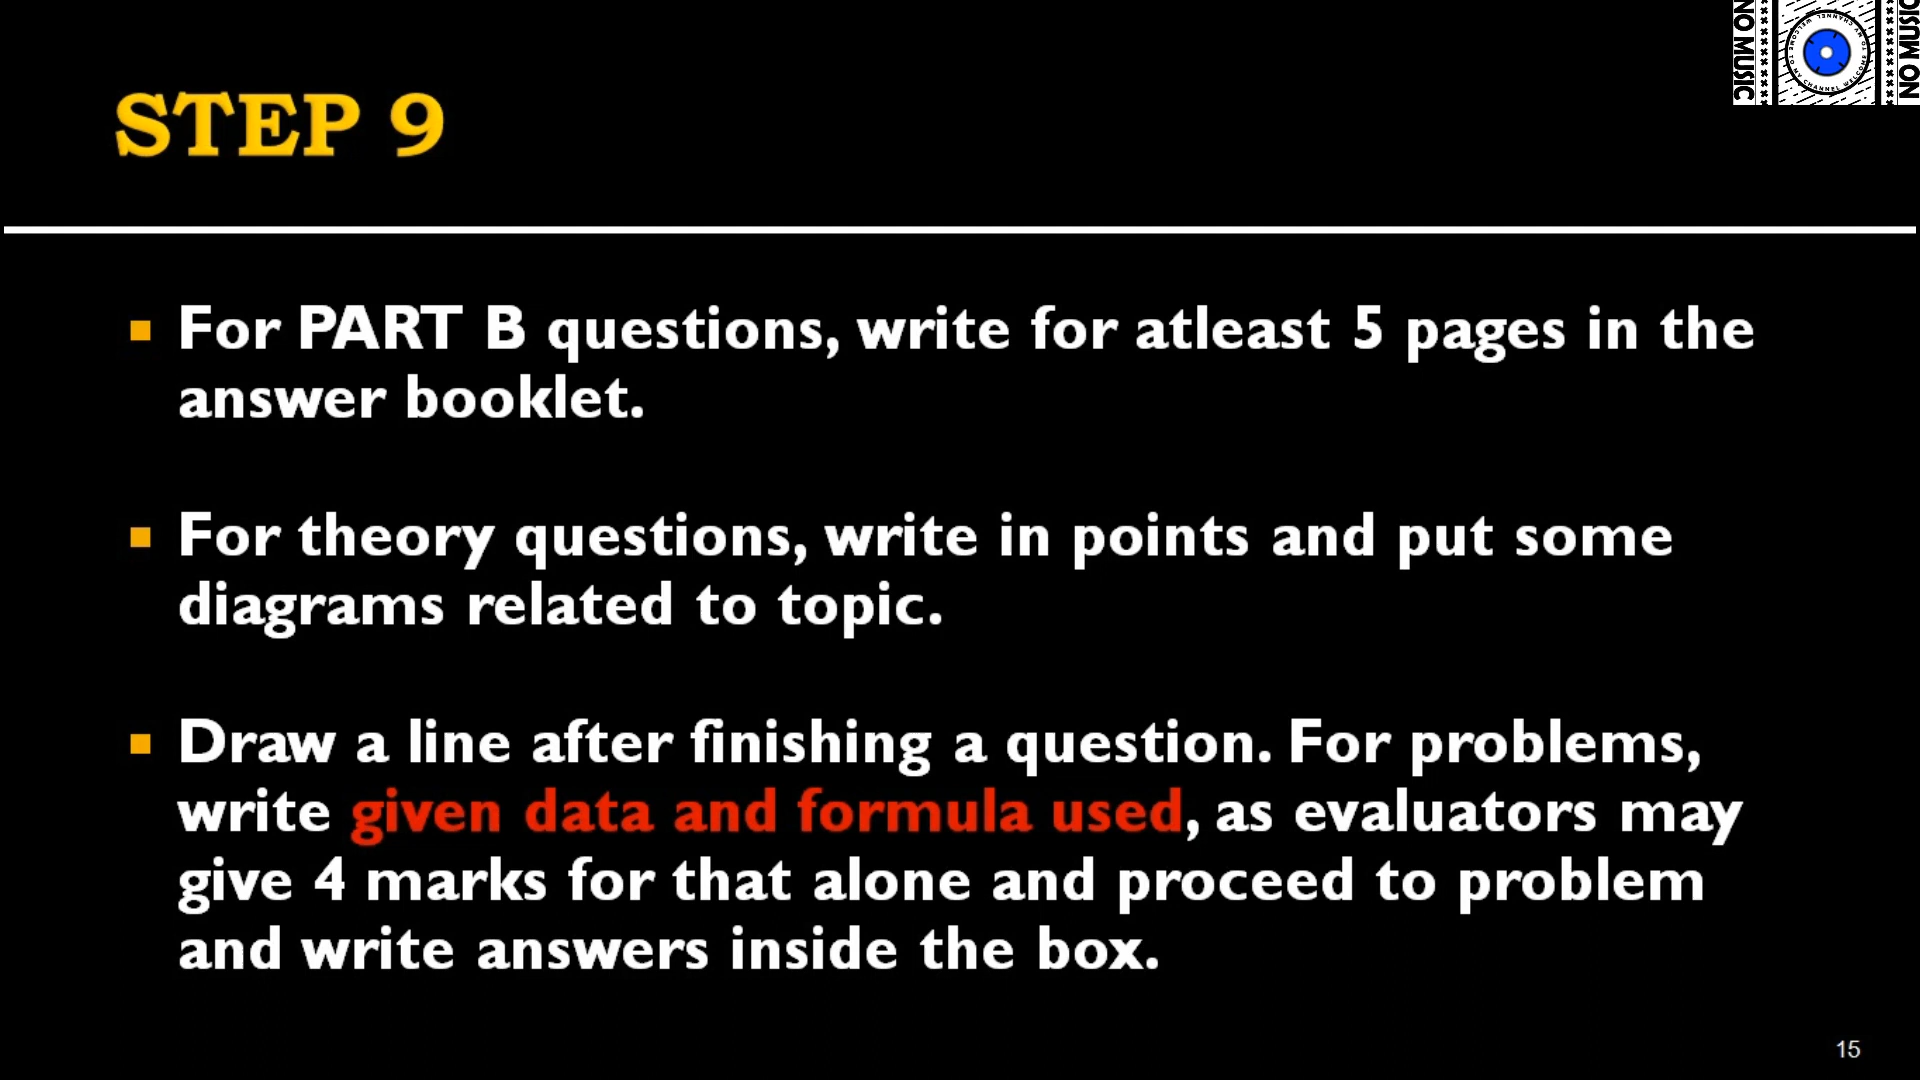 NO MUSIC
NO MUSIC
STEP 9
For PART B questions, write for atleast 5 pages in the
answer booklet.
For theory questions, write in points and put some
diagrams related to topic.
Draw a line after finishing a question. For problems,
write given data and formula used, as evaluators may
give 4 marks for that alone and proceed to problem
and write answers inside the box.
15